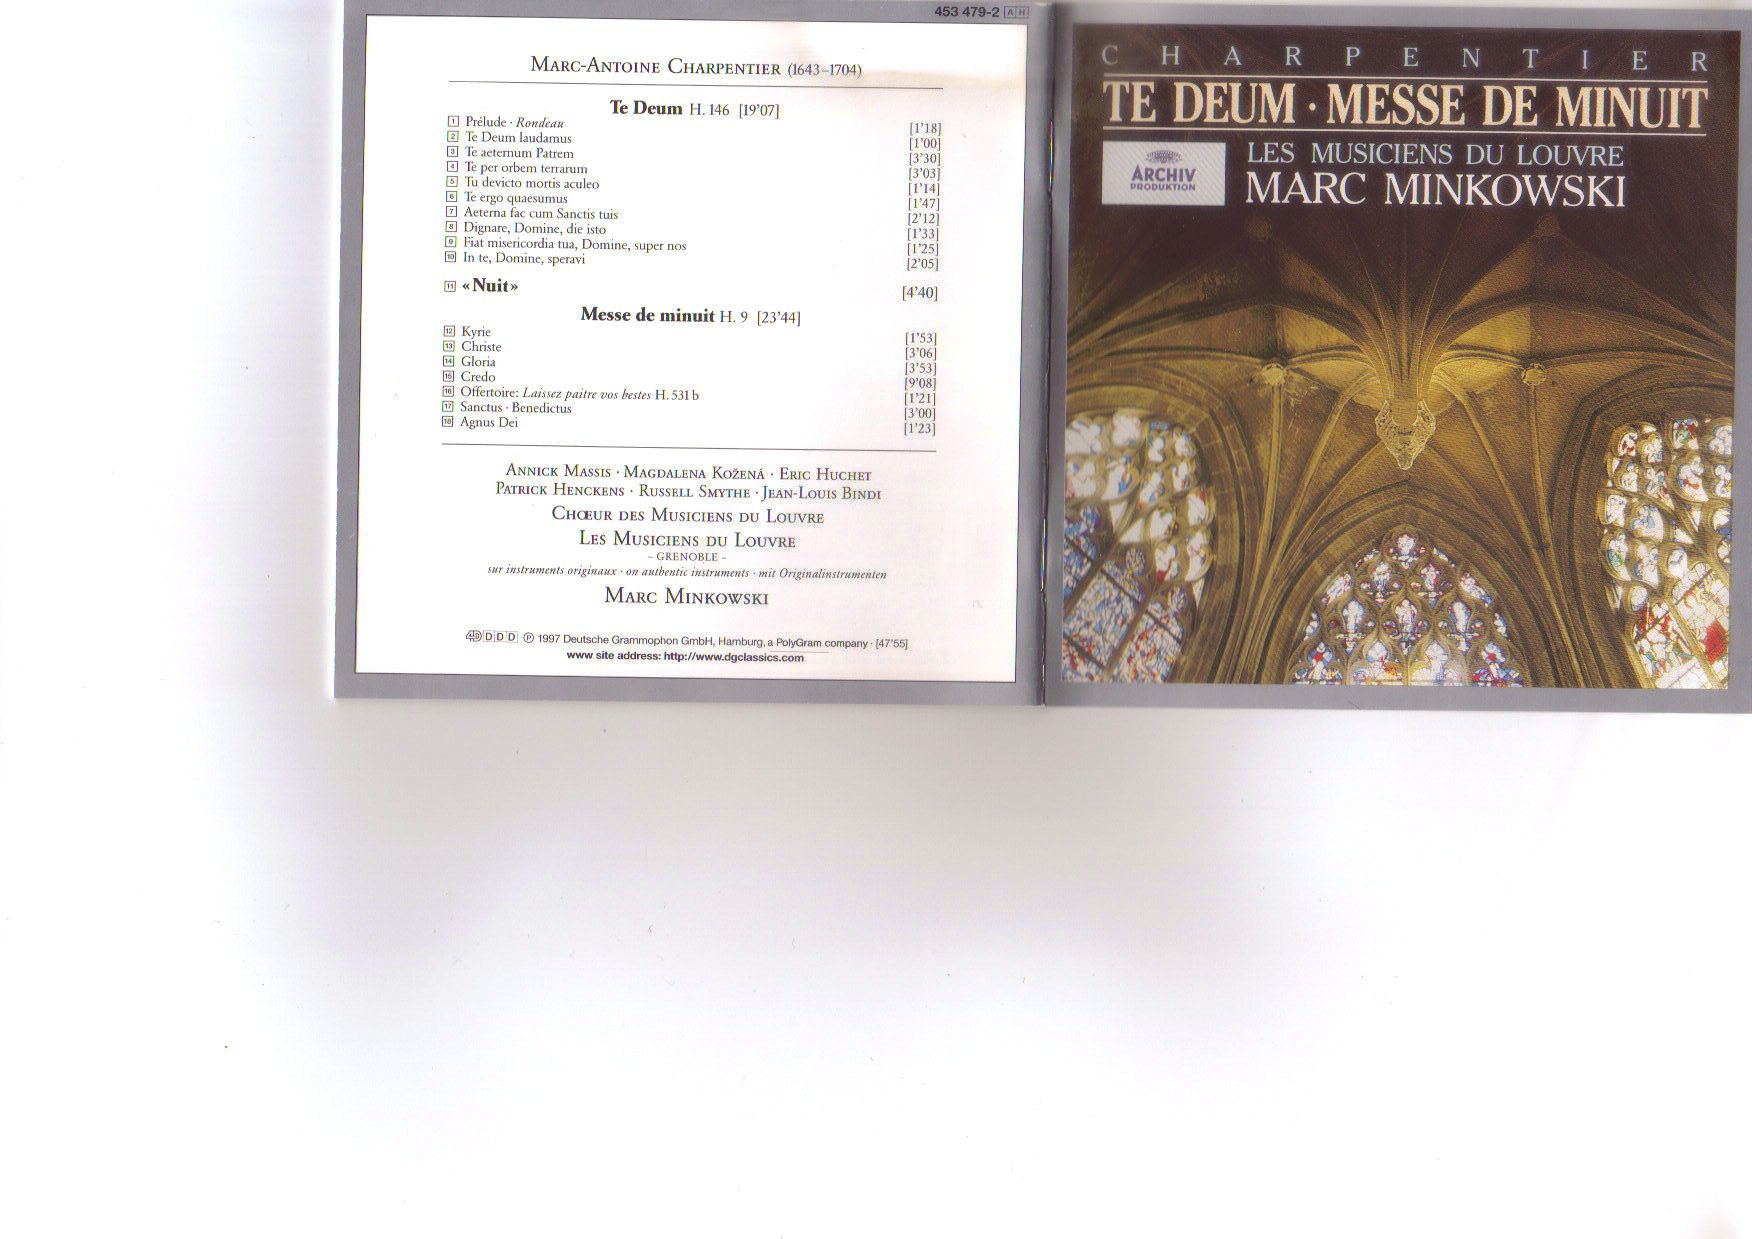 453 479-2 AH
MARC-ANTOINE CHARPENTIER (1643–1704)
Te Deum H. 146 [19'07]
1 Prélude · Rondeau [1'18]
2 Te Deum laudamus [1'00]
3 Te aeternum Patrem [3'30]
4 Te per orbem terrarum [3'03]
5 Tu devicto mortis aculeo [1'14]
6 Te ergo quaesumus [1'47]
7 Aeterna fac cum Sanctis tuis [2'12]
8 Dignare, Domine, die isto [1'33]
9 Fiat misericordia tua, Domine, super nos [1'25]
10 In te, Domine, speravi [2'05]
11 «Nuit» [4'40]
Messe de minuit H. 9 [23'44]
12 Kyrie [1'53]
13 Christe [3'06]
14 Gloria [3'53]
15 Credo [9'08]
16 Offertoire: Laissez paitre vos bestes H. 531 b [1'21]
17 Sanctus · Benedictus [3'00]
18 Agnus Dei [1'23]
ANNICK MASSIS · MAGDALENA KOŽENÁ · ERIC HUCHET
PATRICK HENCKENS · RUSSELL SMYTHE · JEAN-LOUIS BINDI
CHŒUR DES MUSICIENS DU LOUVRE
LES MUSICIENS DU LOUVRE
– GRENOBLE –
sur instruments originaux · on authentic instruments · mit Originalinstrumenten
MARC MINKOWSKI
4D DDD ℗ 1997 Deutsche Grammophon GmbH, Hamburg, a PolyGram company · [47'55]
www site address: http://www.dgclassics.com
CHARPENTIER
TE DEUM · MESSE DE MINUIT
ARCHIV
PRODUKTION
LES MUSICIENS DU LOUVRE
MARC MINKOWSKI